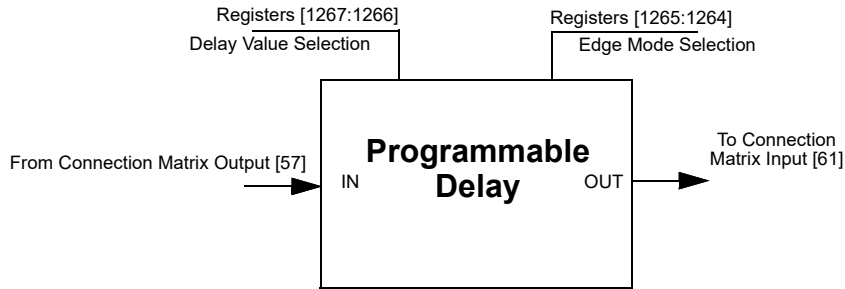 Registers [1267:1266]
Delay Value Selection
Registers [1265:1264]
Edge Mode Selection
From Connection Matrix Output [57]
IN
Programmable
Delay
OUT
To Connection
Matrix Input [61]